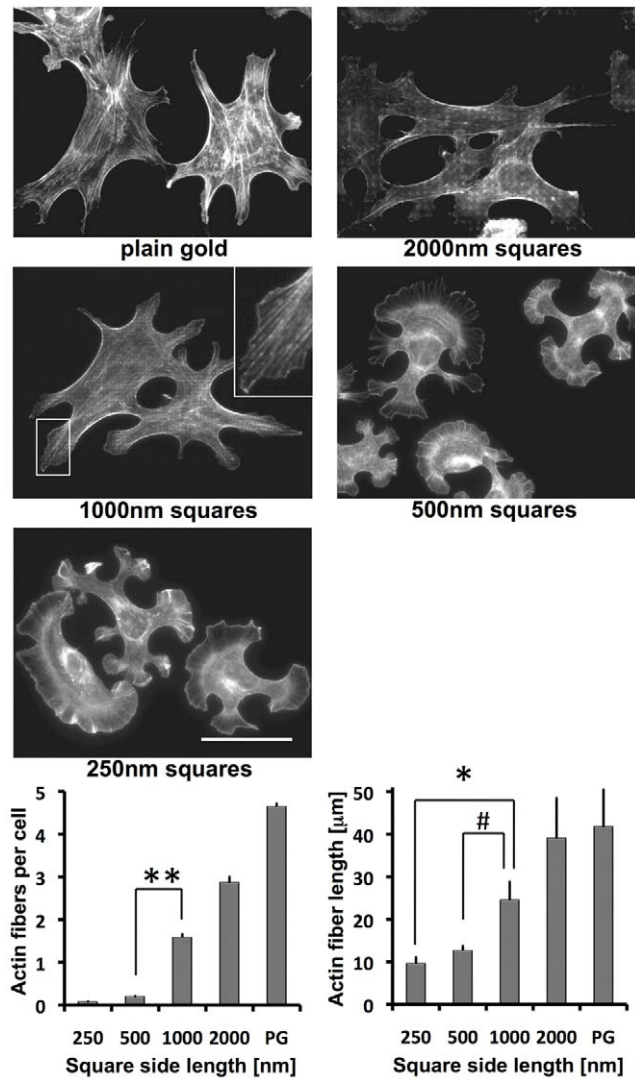 plain gold
2000nm squares
1000nm squares
500nm squares
250nm squares
Actin fibers per cell
5
4
3
2
1
0
**
250 500 1000 2000 PG
Square side length [nm]
Actin fiber length [μm]
50
40
30
20
10
0
*
#
250 500 1000 2000 PG
Square side length [nm]